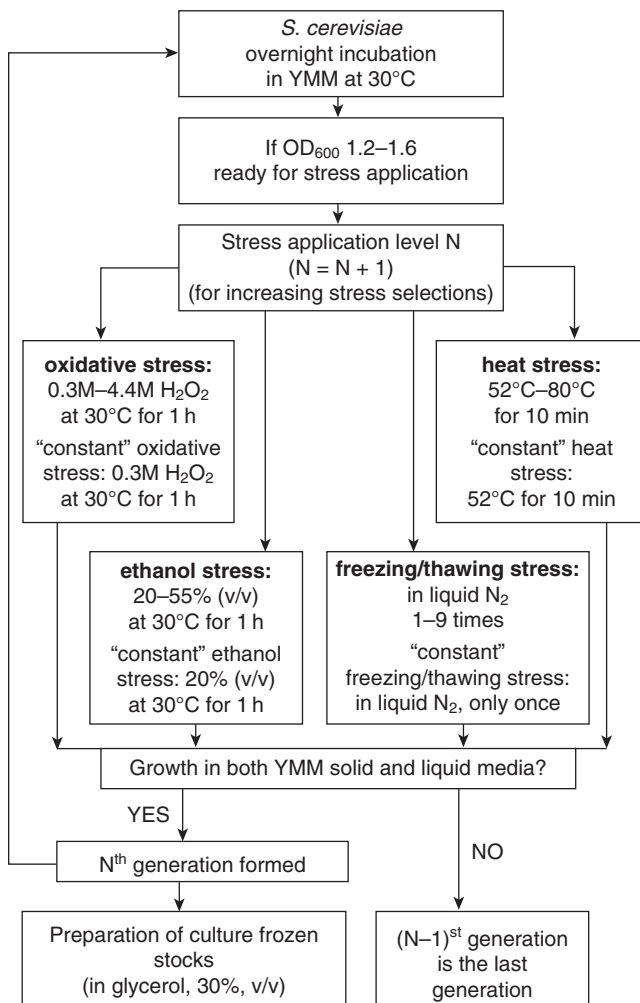 S. cerevisiae
overnight incubation
in YMM at 30°C
If OD₆₀₀ 1.2–1.6
ready for stress application
Stress application level N
(N = N + 1)
(for increasing stress selections)
oxidative stress:
0.3M–4.4M H₂O₂
at 30°C for 1 h
“constant” oxidative
stress: 0.3M H₂O₂
at 30°C for 1 h
heat stress:
52°C–80°C
for 10 min
“constant” heat
stress:
52°C for 10 min
ethanol stress:
20–55% (v/v)
at 30°C for 1 h
“constant” ethanol
stress: 20% (v/v)
at 30°C for 1 h
freezing/thawing stress:
in liquid N₂
1–9 times
“constant”
freezing/thawing stress:
in liquid N₂, only once
Growth in both YMM solid and liquid media?
YES
NO
Nᵗʰ generation formed
Preparation of culture frozen
stocks
(in glycerol, 30%, v/v)
(N–1)ˢᵗ generation
is the last
generation